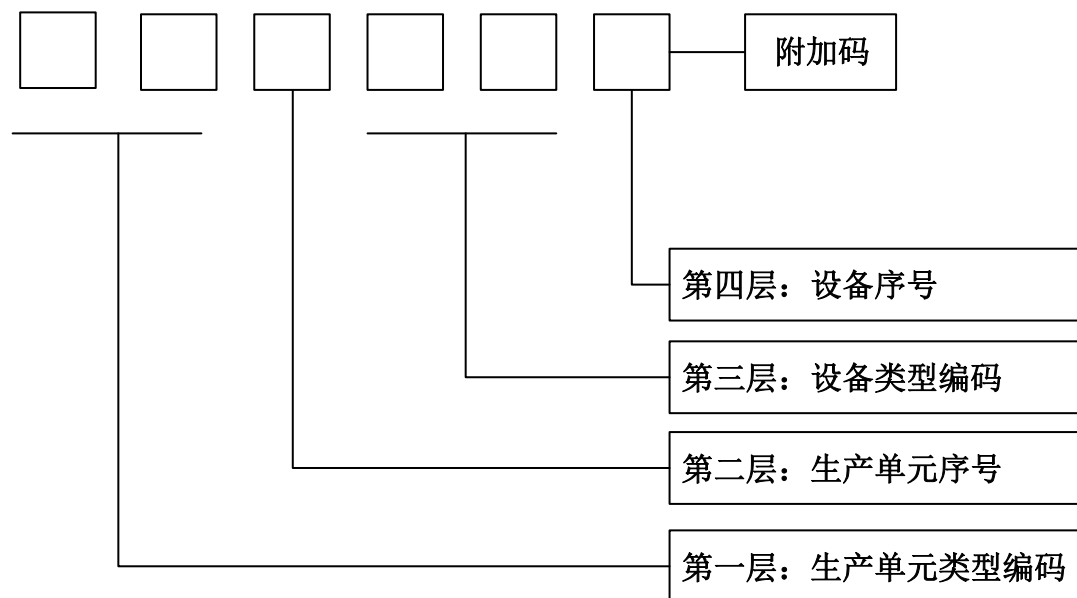 附加码
第四层：设备序号
第三层：设备类型编码
第二层：生产单元序号
第一层：生产单元类型编码